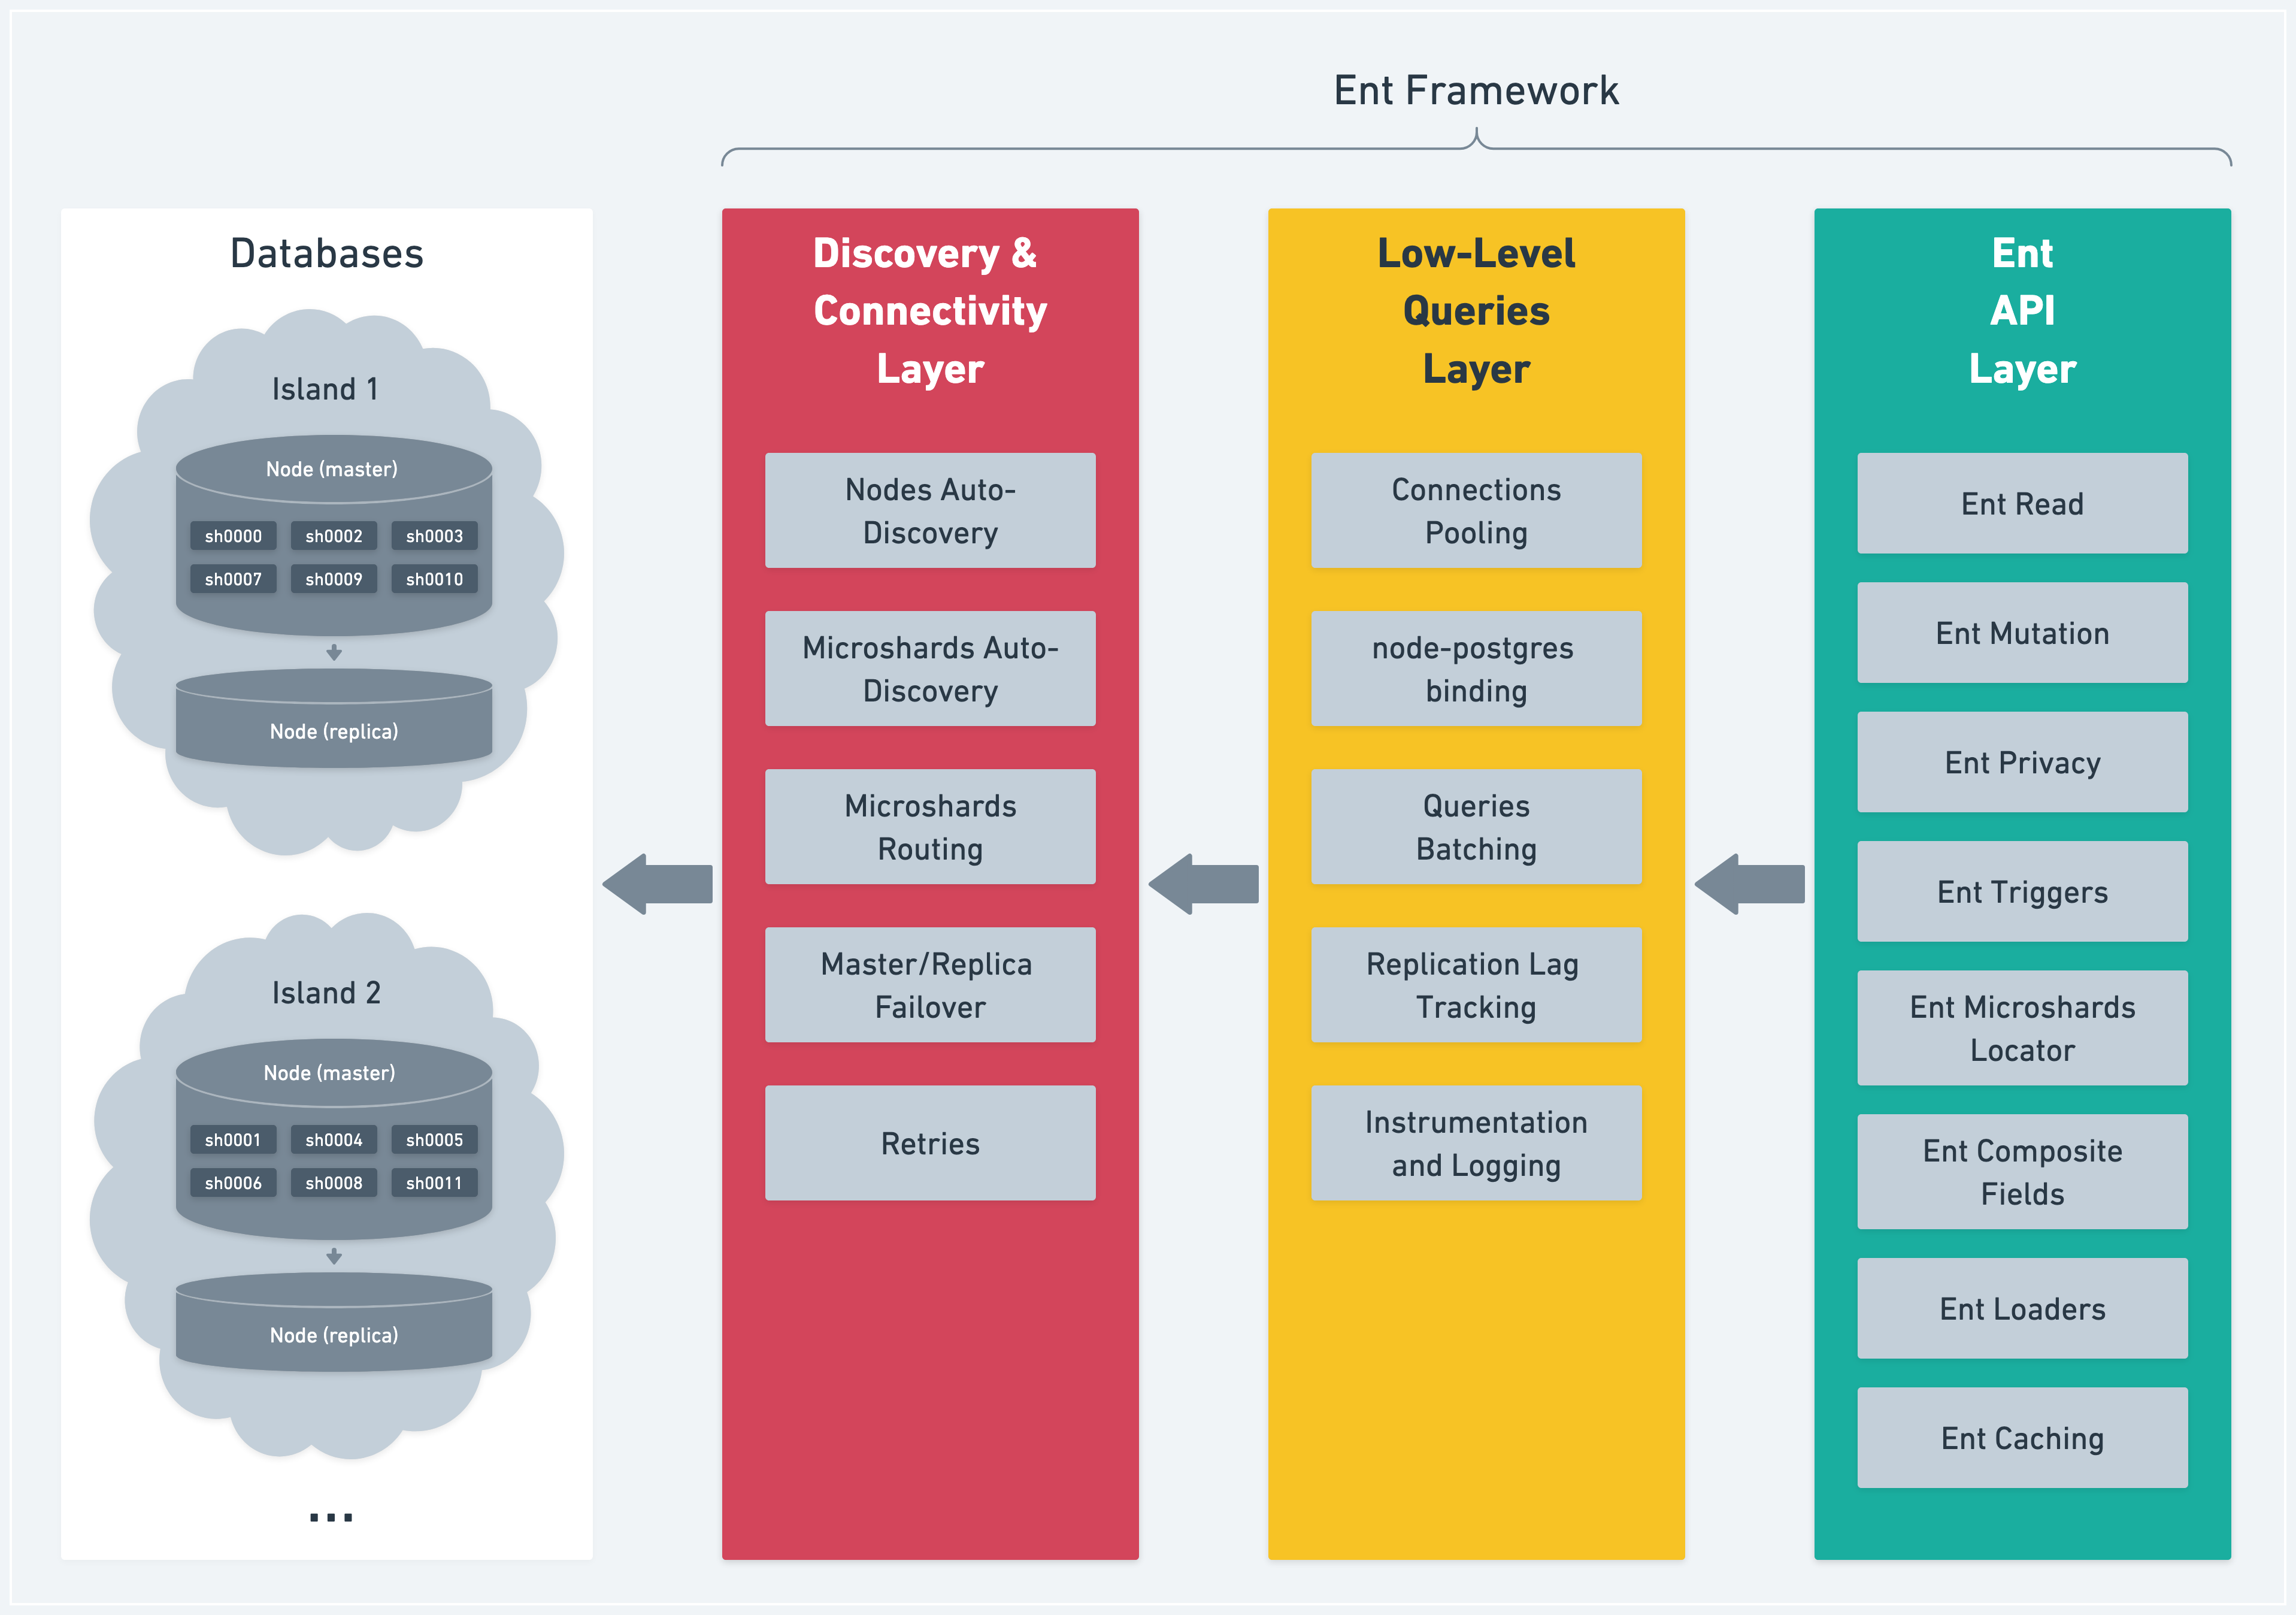 Ent Framework
Databases
Island 1
Node (master)
sh0000 sh0002 sh0003
sh0007 sh0009 sh0010
Node (replica)
Island 2
Node (master)
sh0001 sh0004 sh0005
sh0006 sh0008 sh0011
Node (replica)
...
Discovery &
Connectivity
Layer
Nodes Auto-
Discovery
Microshards Auto-
Discovery
Microshards
Routing
Master/Replica
Failover
Retries
Low-Level
Queries
Layer
Connections
Pooling
node-postgres
binding
Queries
Batching
Replication Lag
Tracking
Instrumentation
and Logging
Ent
API
Layer
Ent Read
Ent Mutation
Ent Privacy
Ent Triggers
Ent Microshards
Locator
Ent Composite
Fields
Ent Loaders
Ent Caching